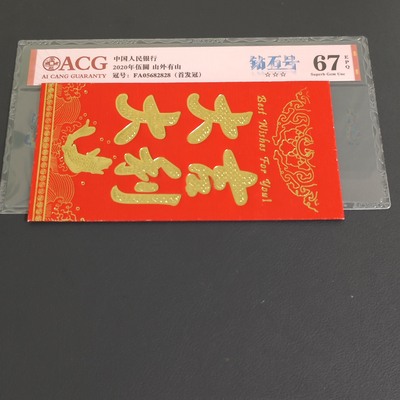 ACG
AI CANG GUARANTY
中国人民银行
2020年伍圆 山外有山
冠号: FA05682828 (首发冠)
钻石号
☆☆☆
67 EPQ
Superb Gem Unc
Best Wishes For You!
大吉
大利